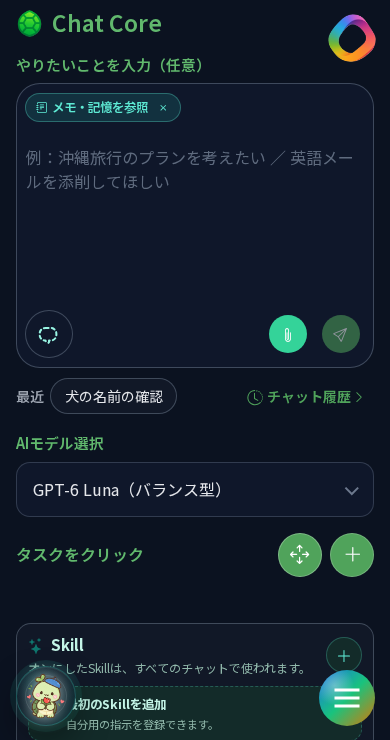 Chat Core
やりたいことを入力（任意）
メモ・記憶を参照 ×
例：沖縄旅行のプランを考えたい ／ 英語メー
ルを添削してほしい
最近 犬の名前の確認 チャット履歴
AIモデル選択
GPT-6 Luna（バランス型）
タスクをクリック
Skill
オンにしたSkillは、すべてのチャットで使われます。
最初のSkillを追加
自分用の指示を登録できます。